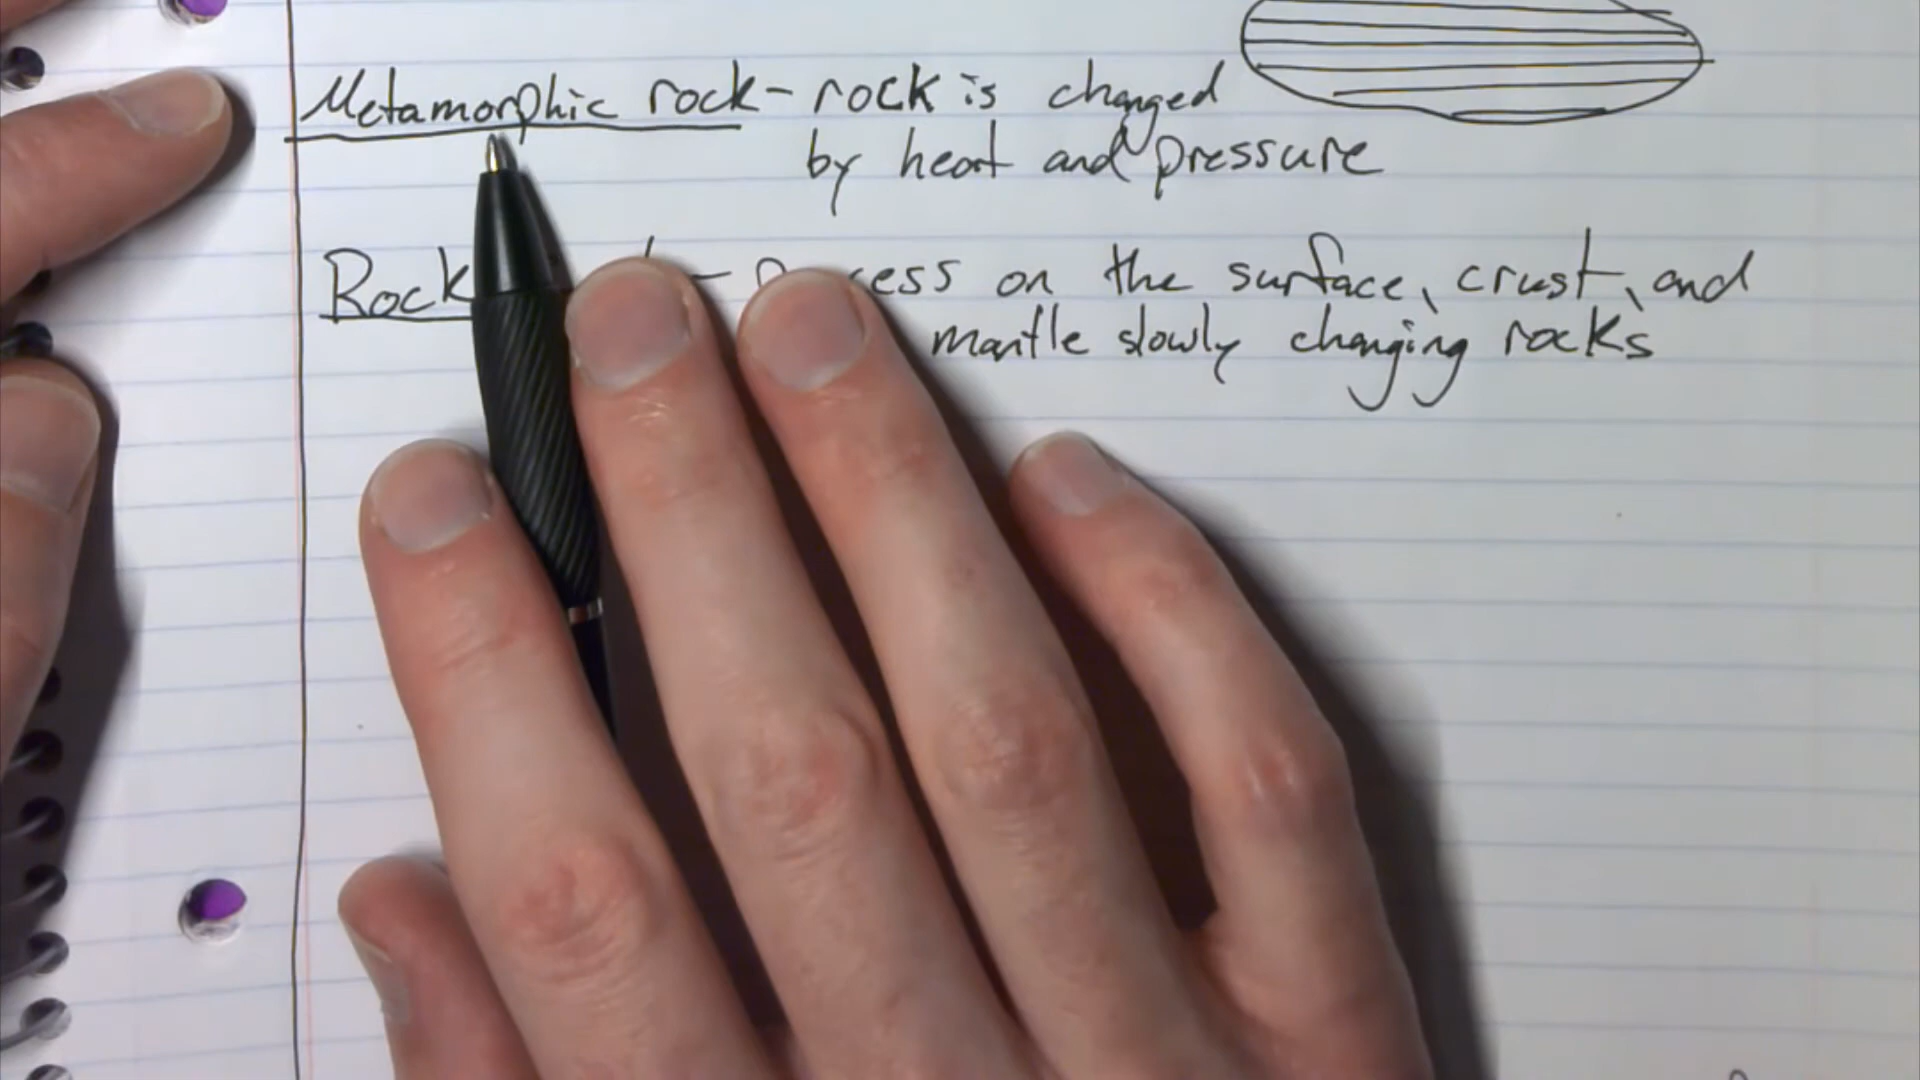 Metamorphic rock - rock is changed
by heat and pressure
Rock - on the surface, crust, and
mantle slowly changing rocks